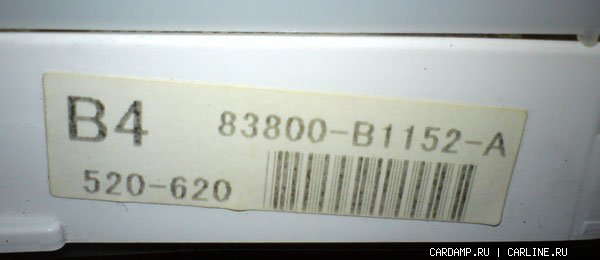 B4 83800-B1152-A
520-620
CARDAMP.RU | CARLINE.RU